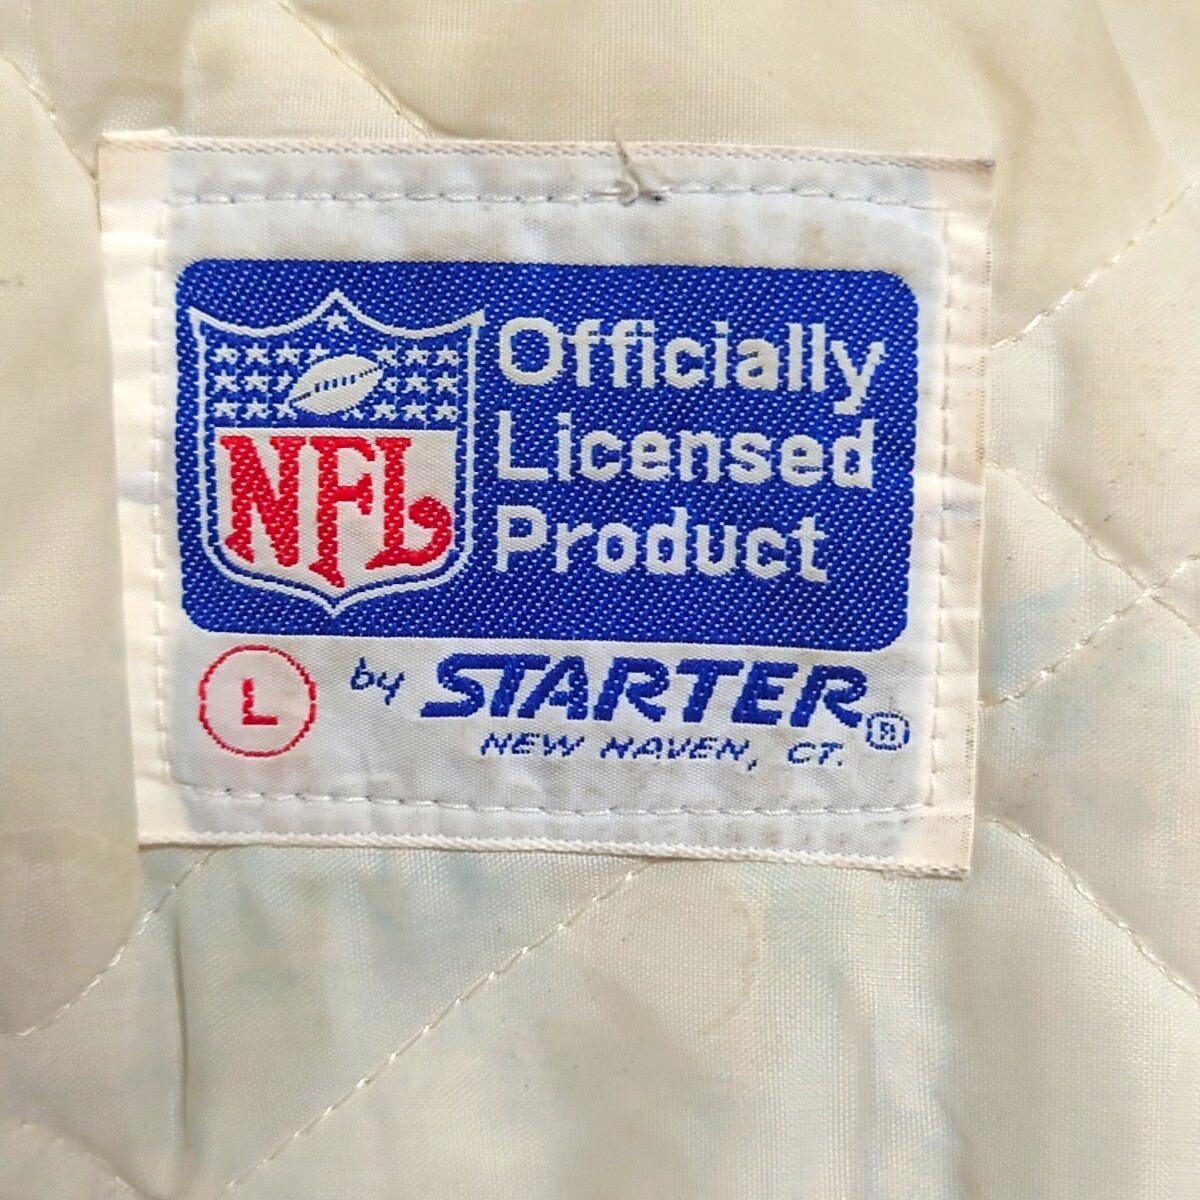 NFL
Officially
Licensed
Product
L
by STARTER®
NEW HAVEN, CT.